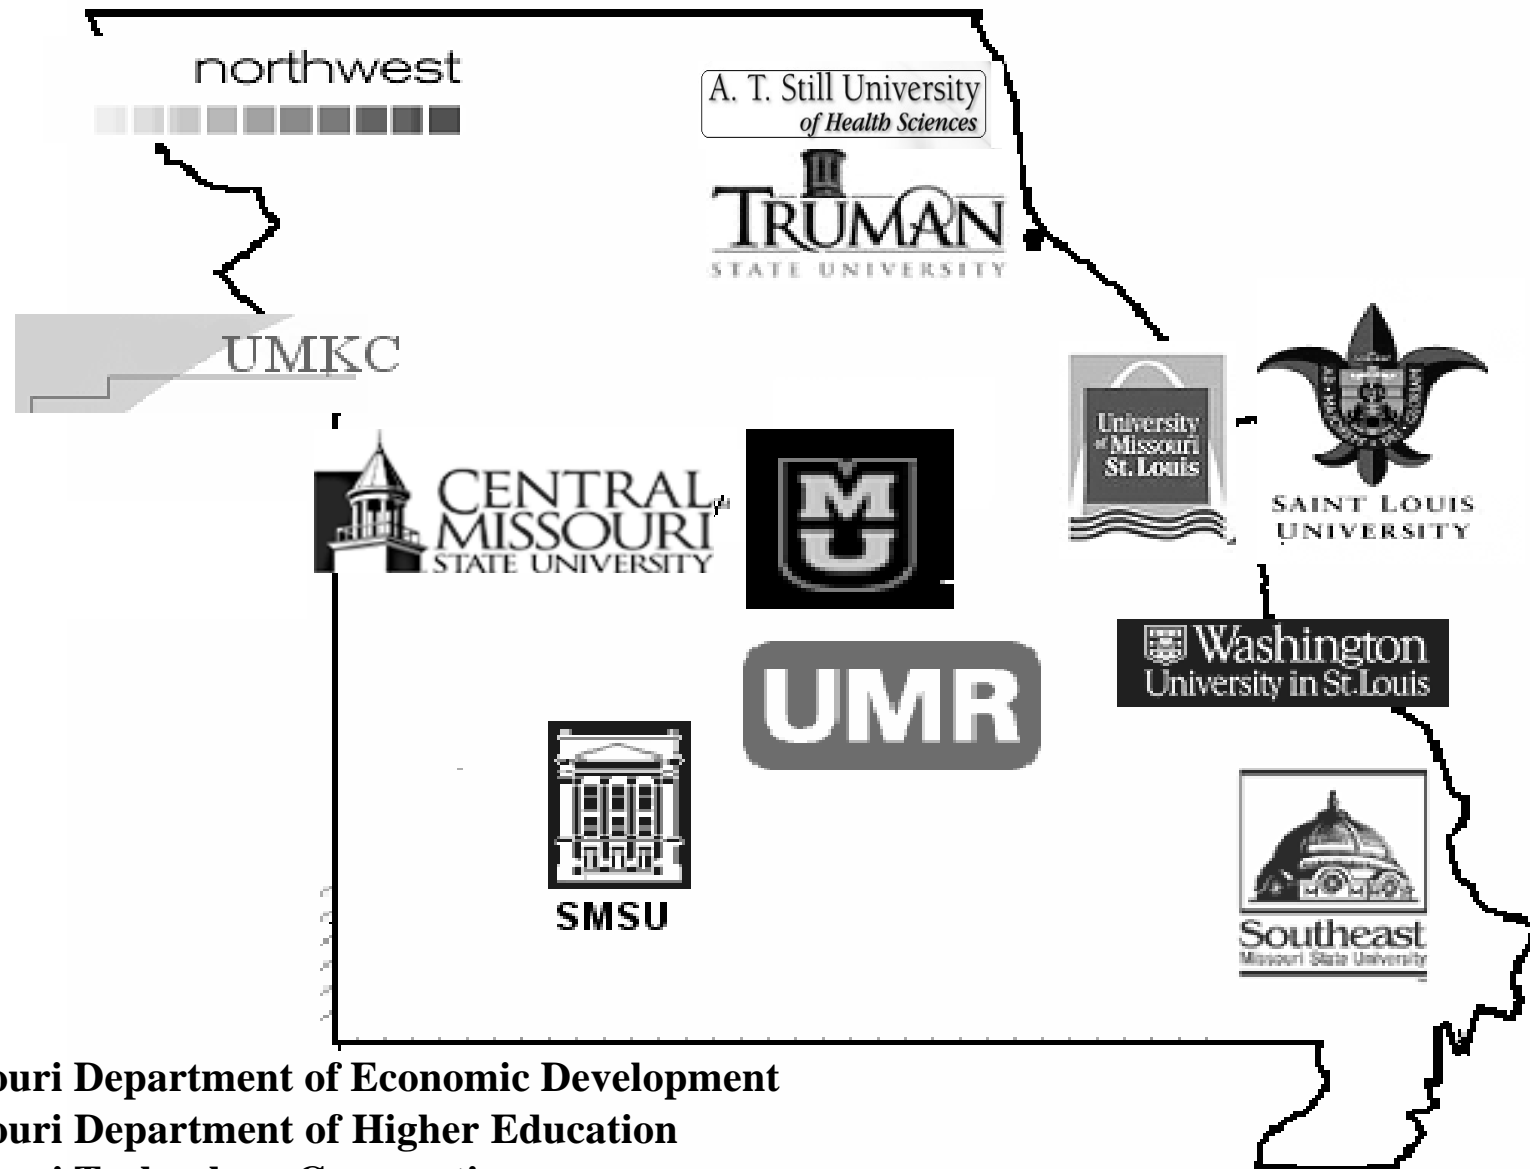 northwest
A. T. Still University
of Health Sciences
TRUMAN
STATE UNIVERSITY
UMKC
University
of Missouri
St. Louis
SAINT LOUIS
UNIVERSITY
CENTRAL
MISSOURI
STATE UNIVERSITY
MU
UMR
Washington
University in St.Louis
SMSU
Southeast
Missouri State University
ouri Department of Economic Development
ouri Department of Higher Education